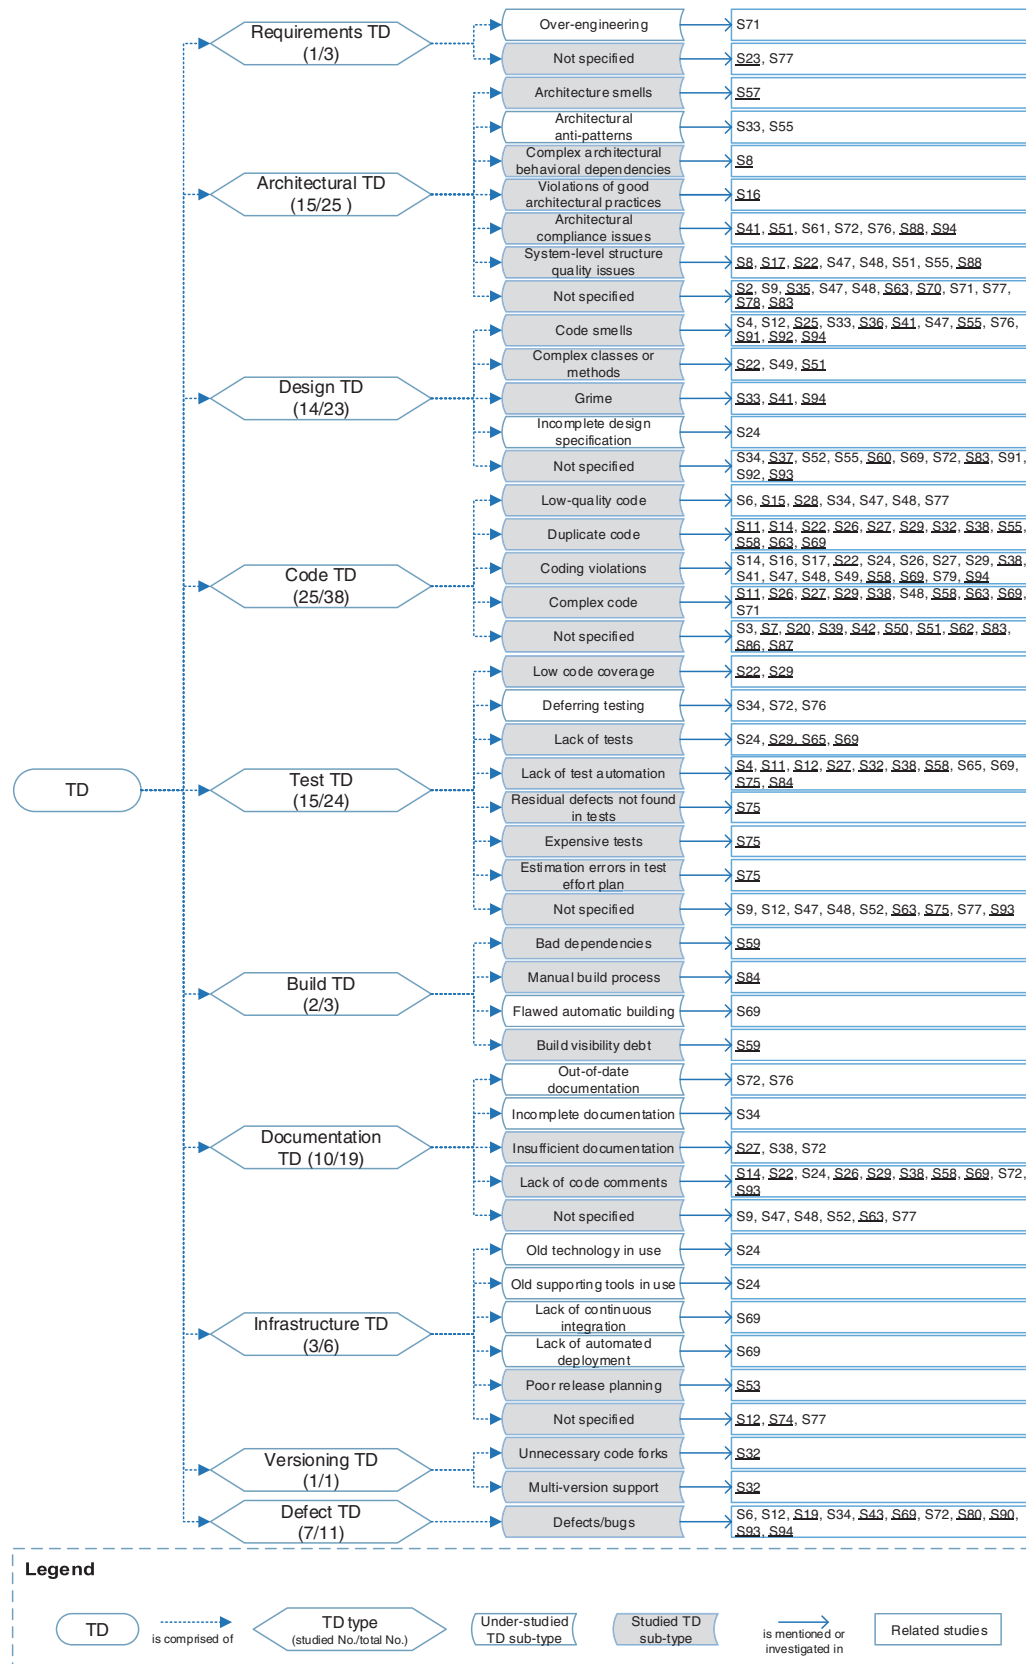 TD
Requirements TD
(1/3)
Over-engineering
S71
Not specified
S23, S77
Architectural TD
(15/25 )
Architecture smells
S57
Architectural
anti-patterns
S33, S55
Complex architectural
behavioral dependencies
S8
Violations of good
architectural practices
S16
Architectural
compliance issues
S41, S51, S61, S72, S76, S88, S94
System-level structure
quality issues
S8, S17, S22, S47, S48, S51, S55, S88
Not specified
S2, S9, S35, S47, S48, S63, S70, S71, S77,
S78, S83
Design TD
(14/23)
Code smells
S4, S12, S25, S33, S36, S41, S47, S55, S76,
S91, S92, S94
Complex classes or
methods
S22, S49, S51
Grime
S33, S41, S94
Incomplete design
specification
S24
Not specified
S34, S37, S52, S55, S60, S69, S72, S83, S91,
S92, S93
Code TD
(25/38)
Low-quality code
S6, S15, S28, S34, S47, S48, S77
Duplicate code
S11, S14, S22, S26, S27, S29, S32, S38, S55,
S58, S63, S69
Coding violations
S14, S16, S17, S22, S24, S26, S27, S29, S38,
S41, S47, S48, S49, S58, S69, S79, S94
Complex code
S11, S26, S27, S29, S38, S48, S58, S63, S69,
S71
Not specified
S3, S7, S20, S39, S42, S50, S51, S62, S83,
S86, S87
Test TD
(15/24)
Low code coverage
S22, S29
Deferring testing
S34, S72, S76
Lack of tests
S24, S29, S65, S69
Lack of test automation
S4, S11, S12, S27, S32, S38, S58, S65, S69,
S75, S84
Residual defects not found
in tests
S75
Expensive tests
S75
Estimation errors in test
effort plan
S75
Not specified
S9, S12, S47, S48, S52, S63, S75, S77, S93
Build TD
(2/3)
Bad dependencies
S59
Manual build process
S84
Flawed automatic building
S69
Build visibility debt
S59
Documentation
TD (10/19)
Out-of-date
documentation
S72, S76
Incomplete documentation
S34
Insufficient documentation
S27, S38, S72
Lack of code comments
S14, S22, S24, S26, S29, S38, S58, S69, S72,
S93
Not specified
S9, S47, S48, S52, S63, S77
Infrastructure TD
(3/6)
Old technology in use
S24
Old supporting tools in use
S24
Lack of continuous
integration
S69
Lack of automated
deployment
S69
Poor release planning
S53
Not specified
S12, S74, S77
Versioning TD
(1/1)
Unnecessary code forks
S32
Multi-version support
S32
Defect TD
(7/11)
Defects/bugs
S6, S12, S19, S34, S43, S69, S72, S80, S90,
S93, S94
Legend
TD
is comprised of
TD type
(studied No./total No.)
Under-studied
TD sub-type
Studied TD
sub-type
is mentioned or
investigated in
Related studies